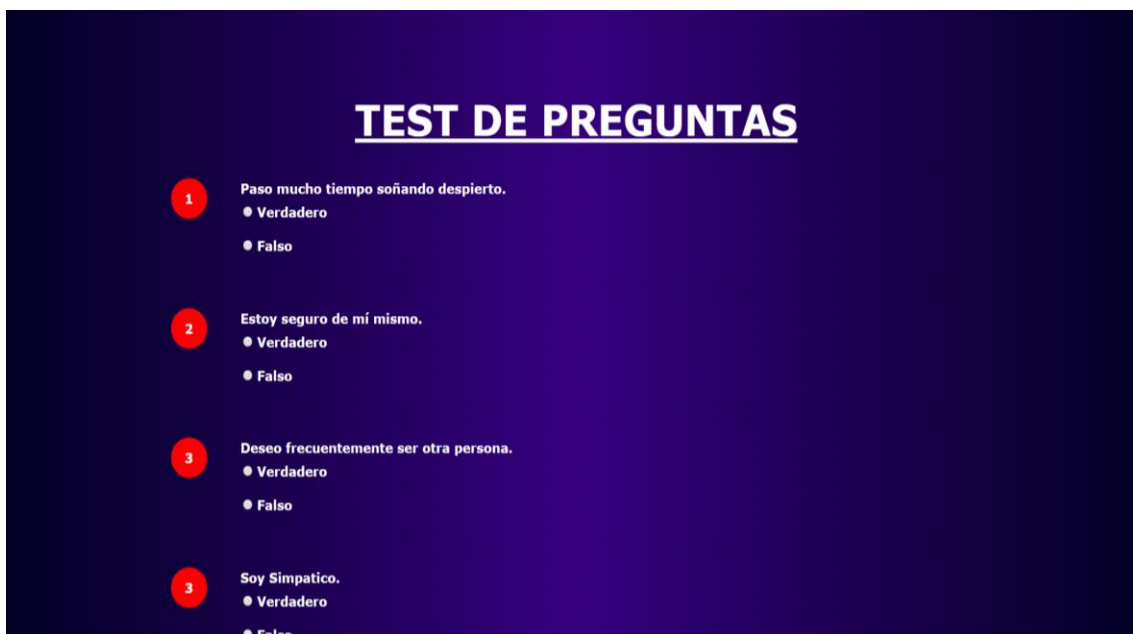 TEST DE PREGUNTAS
1
Paso mucho tiempo soñando despierto.
Verdadero
Falso
2
Estoy seguro de mí mismo.
Verdadero
Falso
3
Deseo frecuentemente ser otra persona.
Verdadero
Falso
3
Soy Simpatico.
Verdadero
Falso